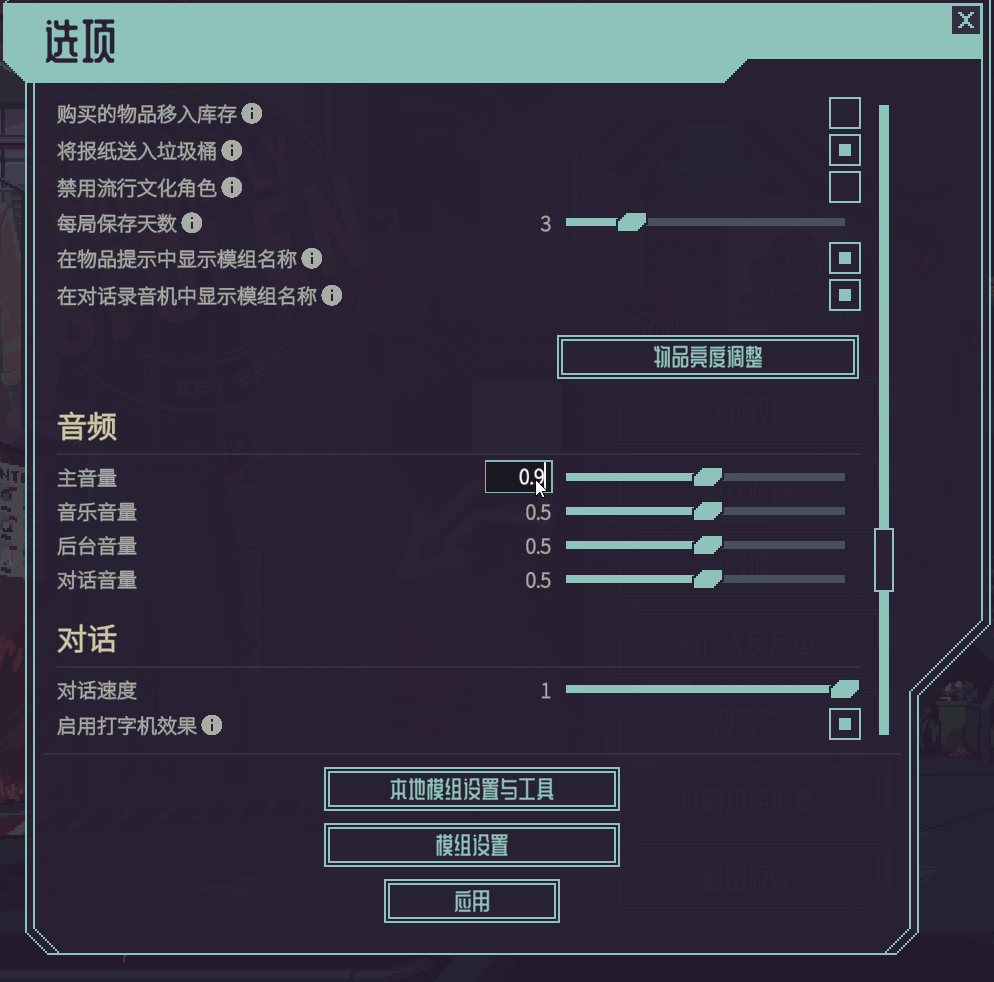 选项
购买的物品移入库存
将报纸送入垃圾桶
禁用流行文化角色
每局保存天数 3
在物品提示中显示模组名称
在对话录音机中显示模组名称
物品亮度调整
音频
主音量 0.9
音乐音量 0.5
后台音量 0.5
对话音量 0.5
对话
对话速度 1
启用打字机效果
本地模组设置与工具
模组设置
应用